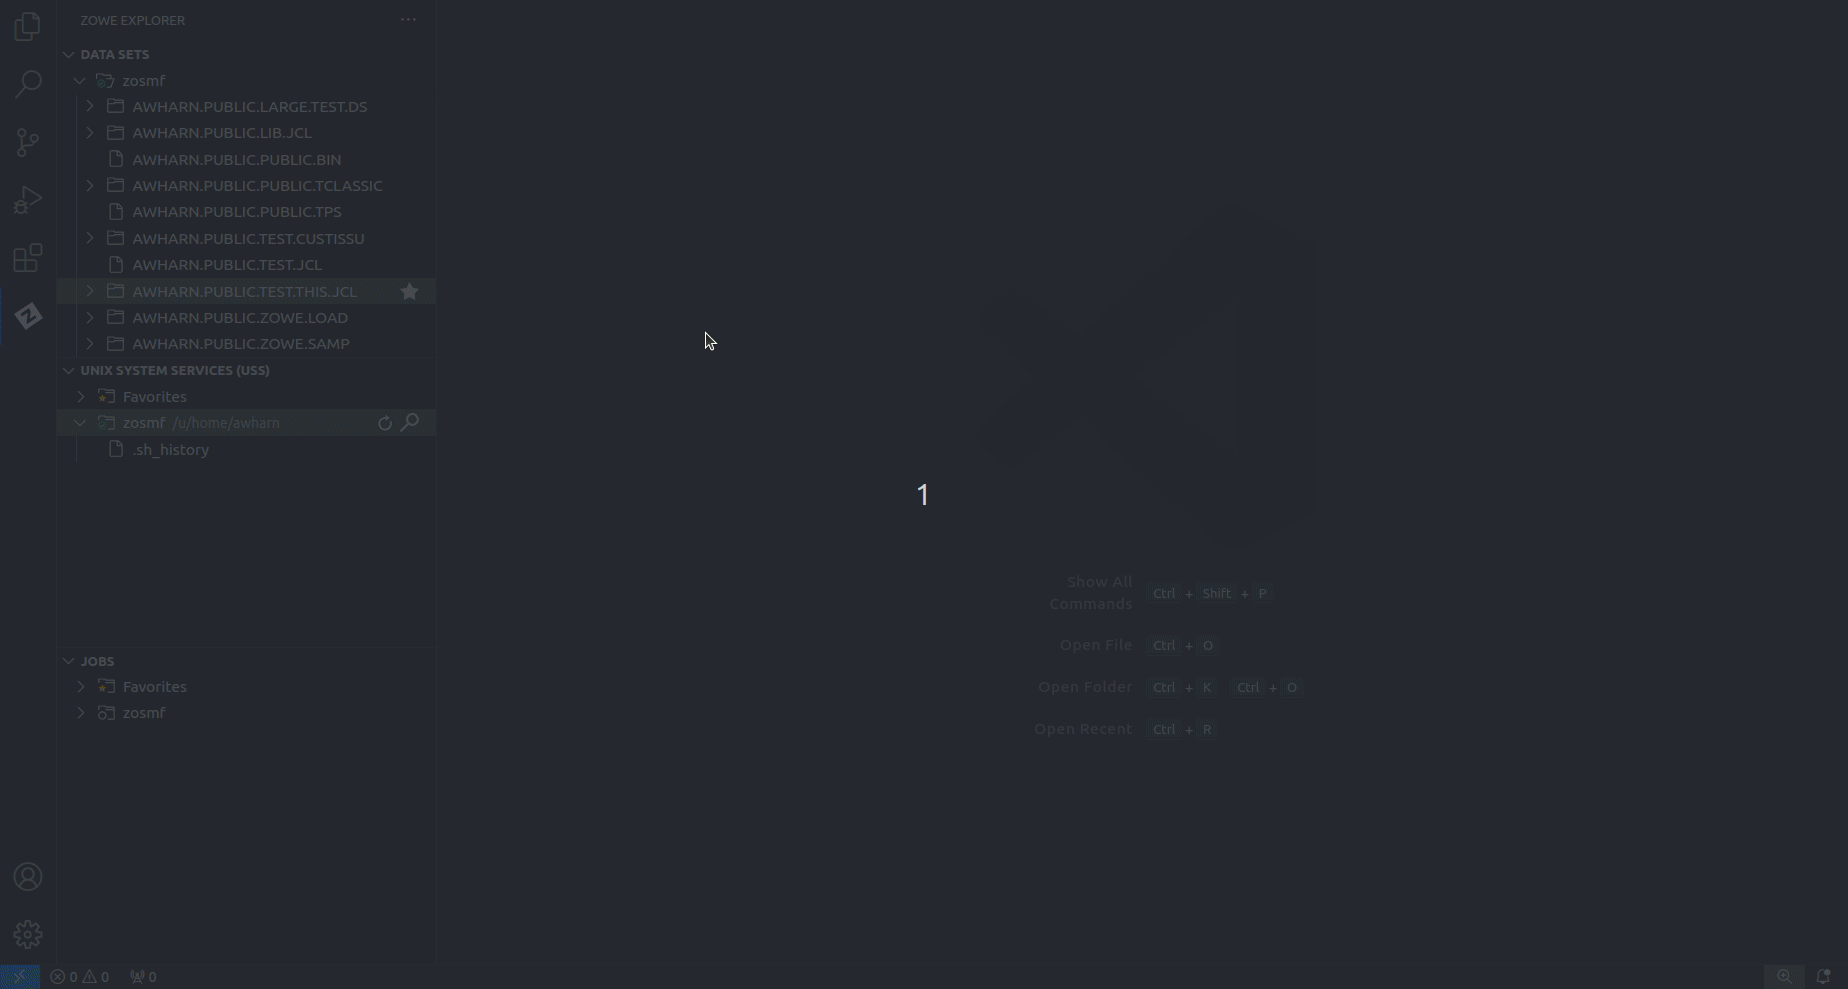 ZOWE EXPLORER
DATA SETS
zosmf
AWHARN.PUBLIC.LARGE.TEST.DS
AWHARN.PUBLIC.LIB.JCL
AWHARN.PUBLIC.PUBLIC.BIN
AWHARN.PUBLIC.PUBLIC.TCLASSIC
AWHARN.PUBLIC.PUBLIC.TPS
AWHARN.PUBLIC.TEST.CUSTISSU
AWHARN.PUBLIC.TEST.JCL
AWHARN.PUBLIC.TEST.THIS.JCL
AWHARN.PUBLIC.ZOWE.LOAD
AWHARN.PUBLIC.ZOWE.SAMP
UNIX SYSTEM SERVICES (USS)
Favorites
zosmf /u/home/awharn
.sh_history
JOBS
Favorites
zosmf
1
Show All
Commands Ctrl + Shift + P
Open File Ctrl + O
Open Folder Ctrl + K Ctrl + O
Open Recent Ctrl + R
0 0 0